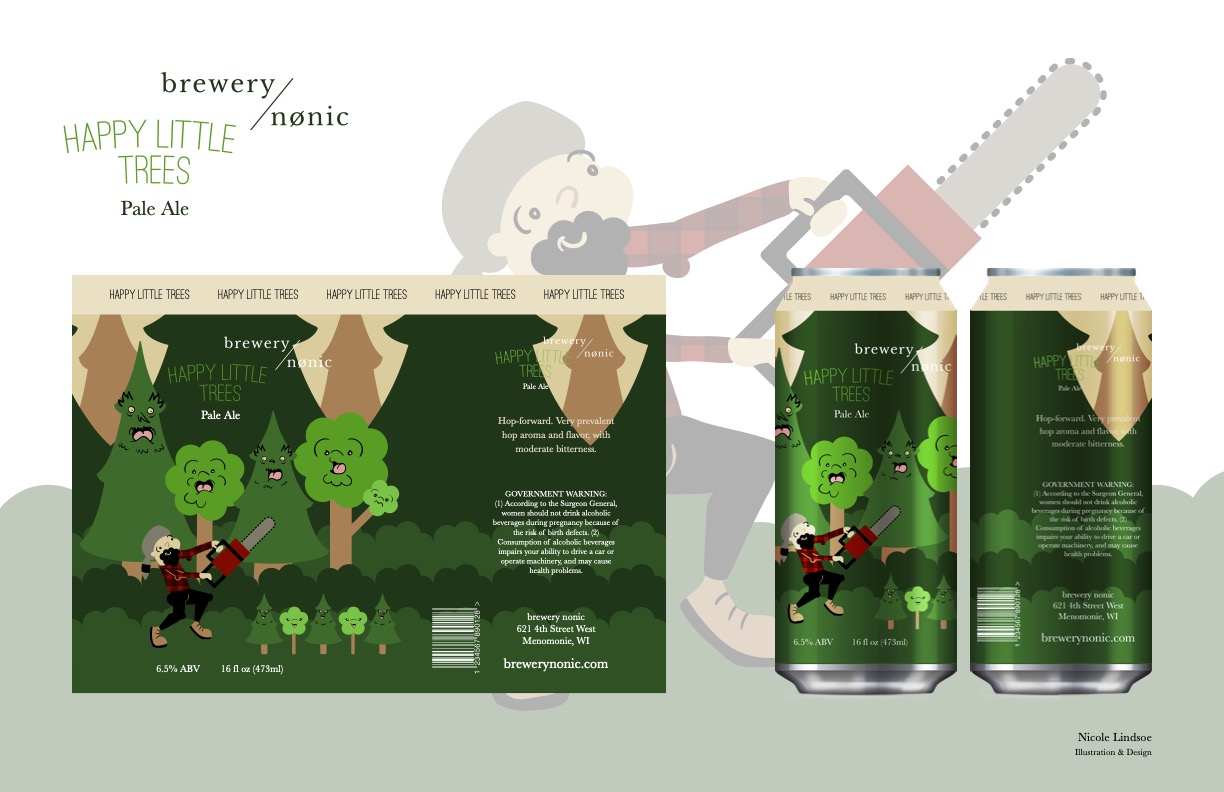 brewery
nønic
HAPPY LITTLE
TREES
Pale Ale
HAPPY LITTLE TREES HAPPY LITTLE TREES HAPPY LITTLE TREES HAPPY LITTLE TREES HAPPY LITTLE TREES
brewery
nønic
HAPPY LITTLE
TREES
Pale Ale
6.5% ABV 16 fl oz (473ml)
brewery
nønic
HAPPY LITTLE
TREES
Pale Ale
Hop-forward. Very prevalent
hop aroma and flavor, with
moderate bitterness.
GOVERNMENT WARNING:
(1) According to the Surgeon General,
women should not drink alcoholic
beverages during pregnancy because of
the risk of birth defects. (2)
Consumption of alcoholic beverages
impairs your ability to drive a car or
operate machinery, and may cause
health problems.
1 234567 890128 >
brewery nonic
621 4th Street West
Menomonie, WI
brewerynonic.com
TLE TREES HAPPY LITTLE TREES HAPPY LITTLE T
brewery
nønic
HAPPY LITTLE
TREES
Pale Ale
6.5% ABV 16 fl oz (473ml)
TLE TREES HAPPY LITTLE TREES HAPPY LITTLE T
brewery
nønic
HAPPY LITTLE
TREES
Pale Ale
Hop-forward. Very prevalent
hop aroma and flavor, with
moderate bitterness.
GOVERNMENT WARNING:
(1) According to the Surgeon General,
women should not drink alcoholic
beverages during pregnancy because of
the risk of birth defects. (2)
Consumption of alcoholic beverages
impairs your ability to drive a car or
operate machinery, and may cause
health problems.
1 234567 890128 >
brewery nonic
621 4th Street West
Menomonie, WI
brewerynonic.com
Nicole Lindsoe
Illustration & Design